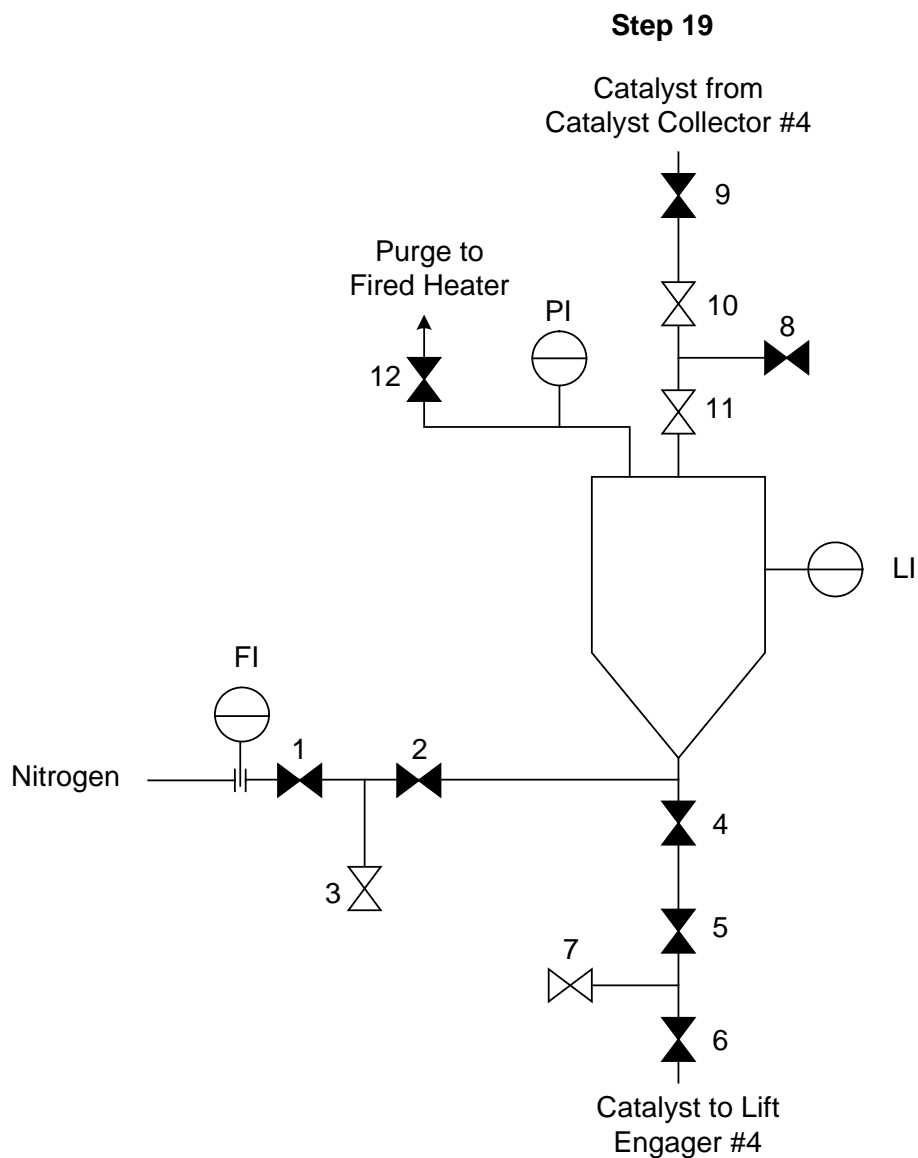 Step 19
Catalyst from
Catalyst Collector #4
9
Purge to
Fired Heater
PI
10
8
12
11
LI
FI
1
2
Nitrogen
4
3
5
7
6
Catalyst to Lift
Engager #4